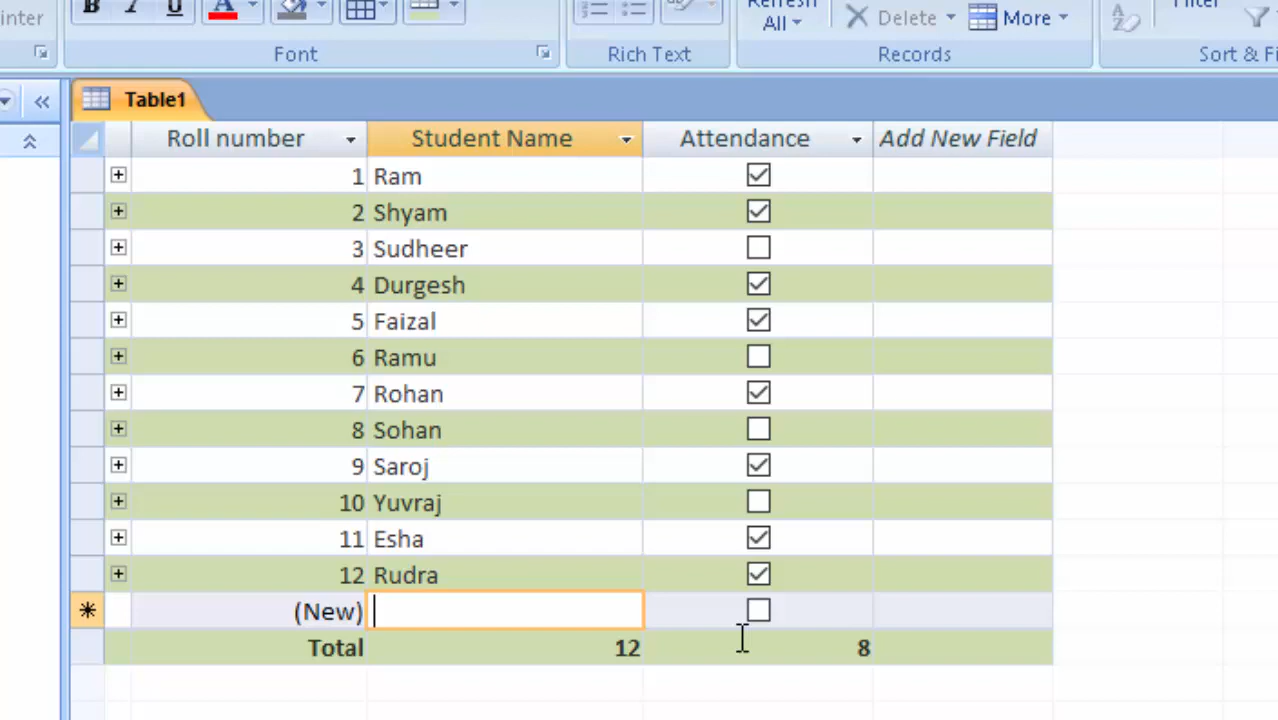 inter
B I U A
Refresh
All
Delete
More
Filter
Font
Rich Text
Records
Sort & Fi
Table1
Roll number Student Name Attendance Add New Field
1 Ram
2 Shyam
3 Sudheer
4 Durgesh
5 Faizal
6 Ramu
7 Rohan
8 Sohan
9 Saroj
10 Yuvraj
11 Esha
12 Rudra
(New)
Total 12 8